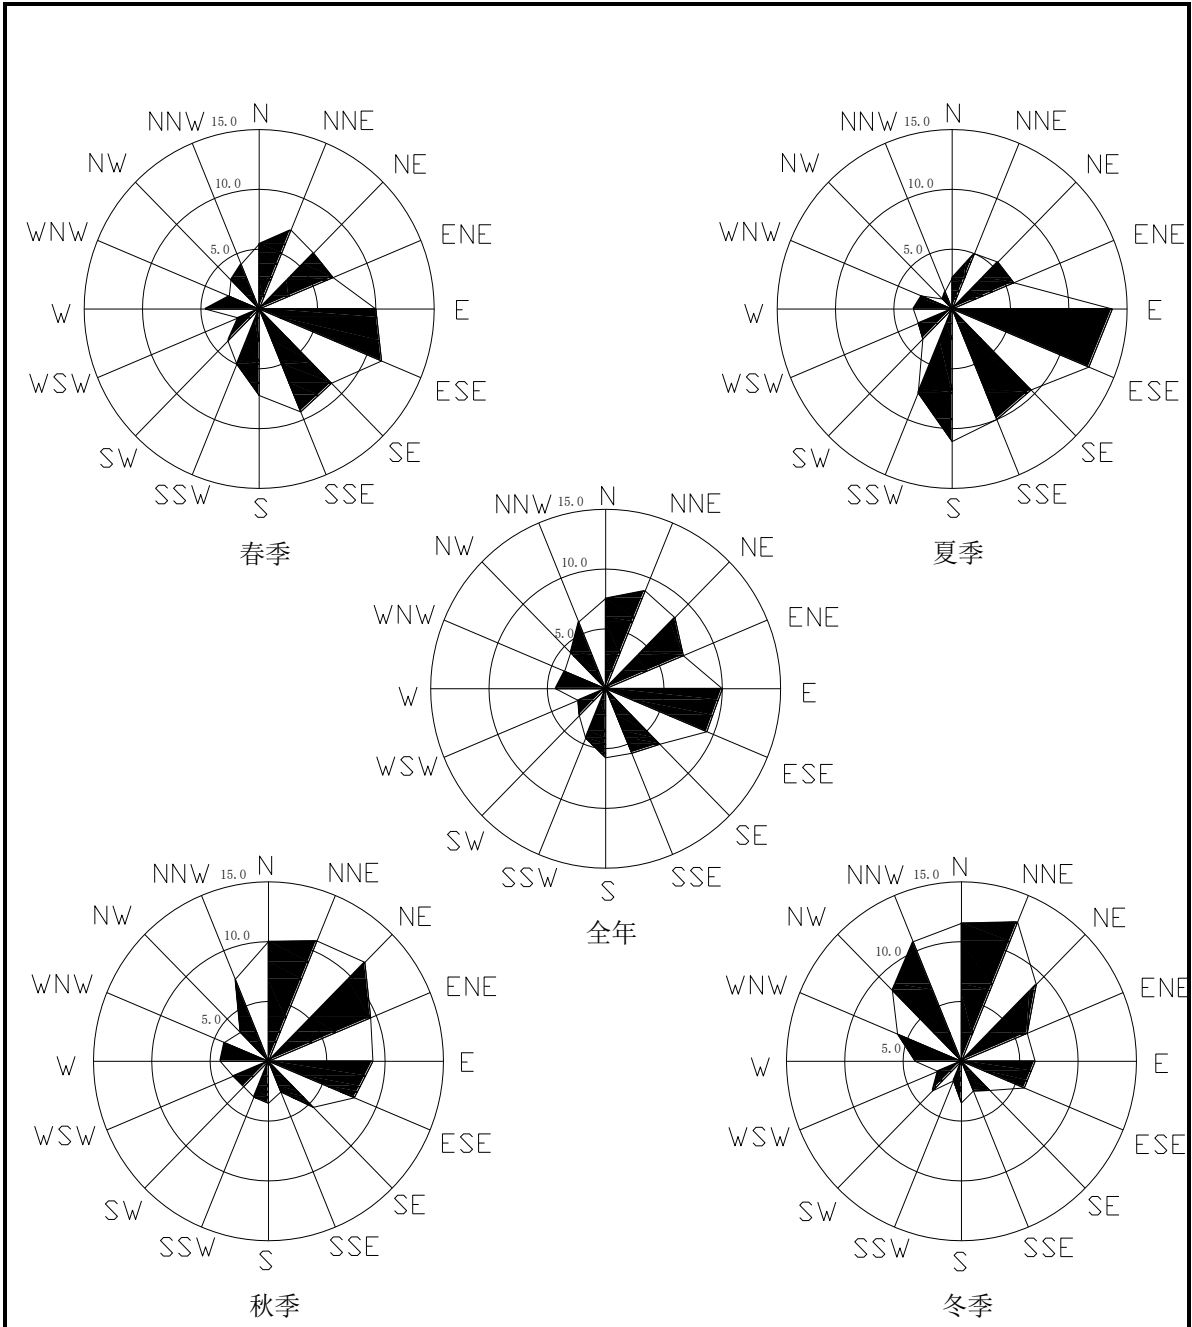 N
NNW 15.0 NNE
NW NE
10.0
WNW ENE
5.0
W E
WSW ESE
SW SE
SSW SSE
S
春季
N
NNW 15.0 NNE
NW NE
10.0
WNW ENE
5.0
W E
WSW ESE
SW SE
SSW SSE
S
夏季
N
NNW 15.0 NNE
NW NE
10.0
WNW ENE
5.0
W E
WSW ESE
SW SE
SSW SSE
S
全年
N
NNW 15.0 NNE
NW NE
10.0
WNW ENE
5.0
W E
WSW ESE
SW SE
SSW SSE
S
秋季
N
NNW 15.0 NNE
NW NE
10.0
WNW ENE
5.0
W E
WSW ESE
SW SE
SSW SSE
S
冬季